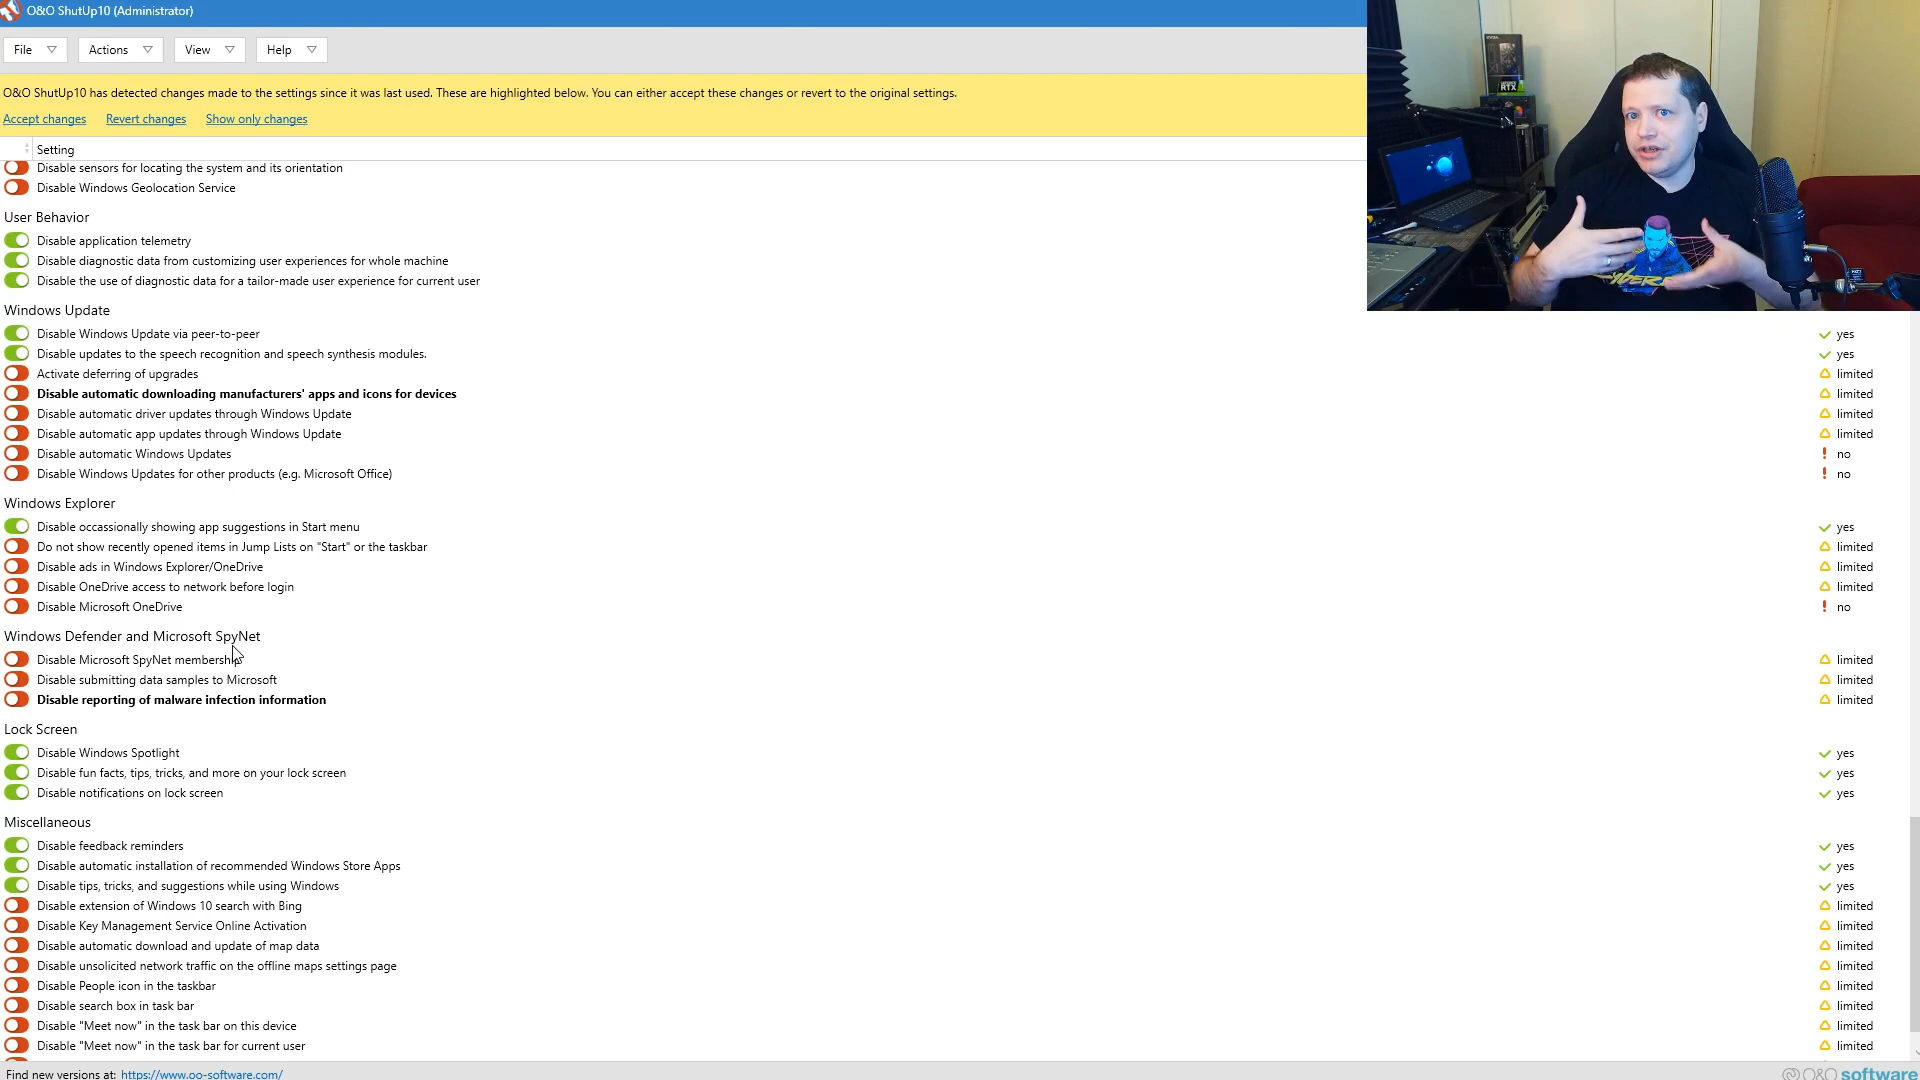 O&O ShutUp10 (Administrator)
File Actions View Help
O&O ShutUp10 has detected changes made to the settings since it was last used. These are highlighted below. You can either accept these changes or revert to the original settings.
Accept changes Revert changes Show only changes
Setting
Disable sensors for locating the system and its orientation
Disable Windows Geolocation Service
User Behavior
Disable application telemetry
Disable diagnostic data from customizing user experiences for whole machine
Disable the use of diagnostic data for a tailor-made user experience for current user
Windows Update
Disable Windows Update via peer-to-peer yes
Disable updates to the speech recognition and speech synthesis modules. yes
Activate deferring of upgrades limited
Disable automatic downloading manufacturers' apps and icons for devices limited
Disable automatic driver updates through Windows Update limited
Disable automatic app updates through Windows Update limited
Disable automatic Windows Updates no
Disable Windows Updates for other products (e.g. Microsoft Office) no
Windows Explorer
Disable occassionally showing app suggestions in Start menu yes
Do not show recently opened items in Jump Lists on "Start" or the taskbar limited
Disable ads in Windows Explorer/OneDrive limited
Disable OneDrive access to network before login limited
Disable Microsoft OneDrive no
Windows Defender and Microsoft SpyNet
Disable Microsoft SpyNet membership limited
Disable submitting data samples to Microsoft limited
Disable reporting of malware infection information limited
Lock Screen
Disable Windows Spotlight yes
Disable fun facts, tips, tricks, and more on your lock screen yes
Disable notifications on lock screen yes
Miscellaneous
Disable feedback reminders yes
Disable automatic installation of recommended Windows Store Apps yes
Disable tips, tricks, and suggestions while using Windows yes
Disable extension of Windows 10 search with Bing limited
Disable Key Management Service Online Activation limited
Disable automatic download and update of map data limited
Disable unsolicited network traffic on the offline maps settings page limited
Disable People icon in the taskbar limited
Disable search box in task bar limited
Disable "Meet now" in the task bar on this device limited
Disable "Meet now" in the task bar for current user limited
Find new versions at: https://www.oo-software.com/ O&O software
RTX